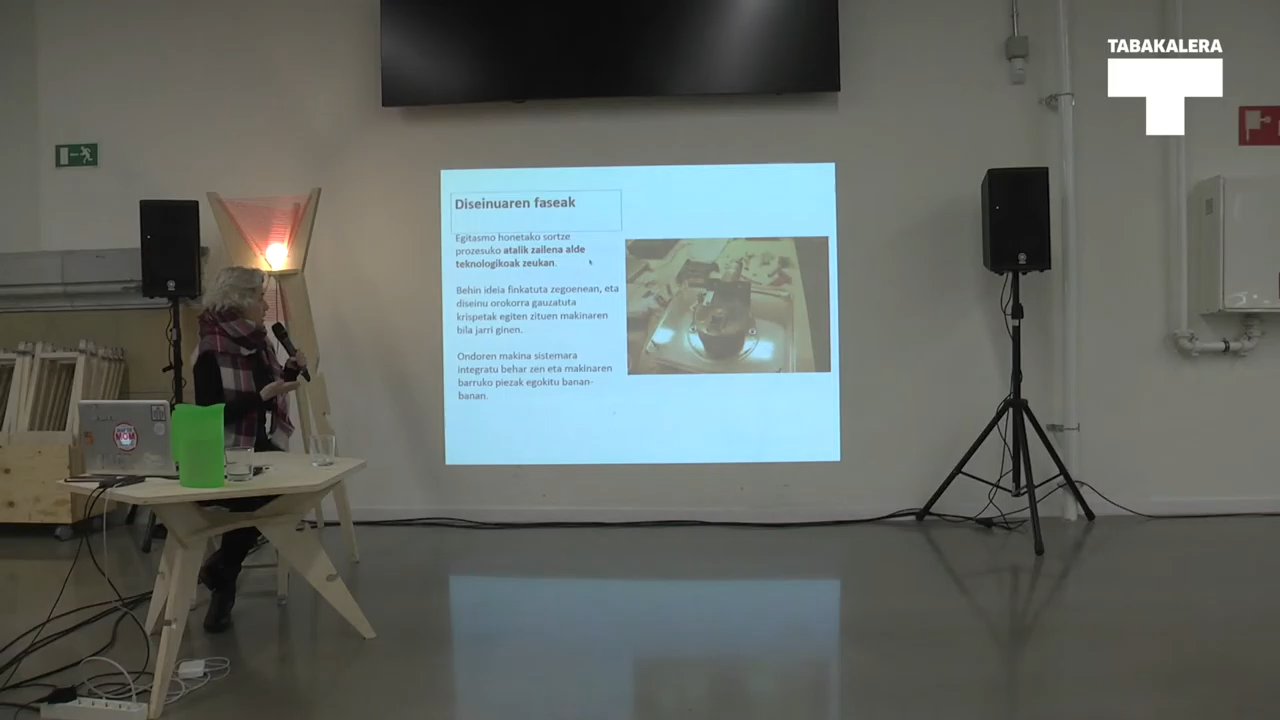 TABAKALERA
Diseinuaren faseak
Egitasmo honetako sortze
prozesuko atalik zailena alde
teknologikoak zeukan.
Behin ideia finkatuta zegoenean, eta
diseinu orokorra gauzatuta
krispetak egiten zituen makinaren
bila jarri ginen.
Ondoren makina sistemara
integratu behar zen eta makinaren
barruko piezak egokitu banan-
banan.
MOM